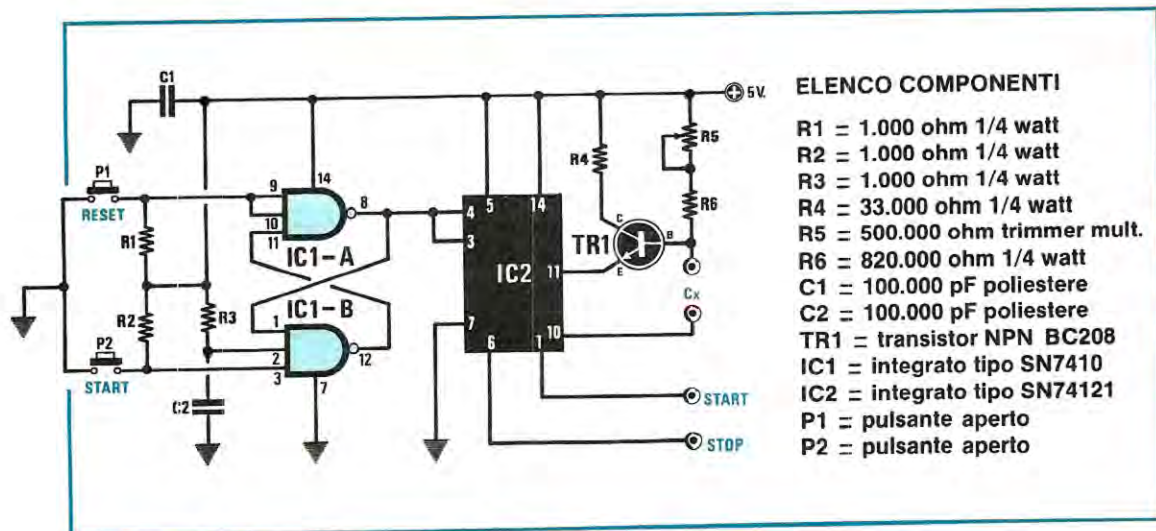 C1
5V.
P1
RESET
R1
9
10
11
14
8
IC1-A
R4
R5
R6
4
3
5
14
IC2
11
10
7
6
1
TR1
C
B
E
Cx
R2
R3
IC1-B
1
2
3
12
7
P2
START
C2
START
STOP
ELENCO COMPONENTI
R1 = 1.000 ohm 1/4 watt
R2 = 1.000 ohm 1/4 watt
R3 = 1.000 ohm 1/4 watt
R4 = 33.000 ohm 1/4 watt
R5 = 500.000 ohm trimmer mult.
R6 = 820.000 ohm 1/4 watt
C1 = 100.000 pF poliestere
C2 = 100.000 pF poliestere
TR1 = transistor NPN BC208
IC1 = integrato tipo SN7410
IC2 = integrato tipo SN74121
P1 = pulsante aperto
P2 = pulsante aperto